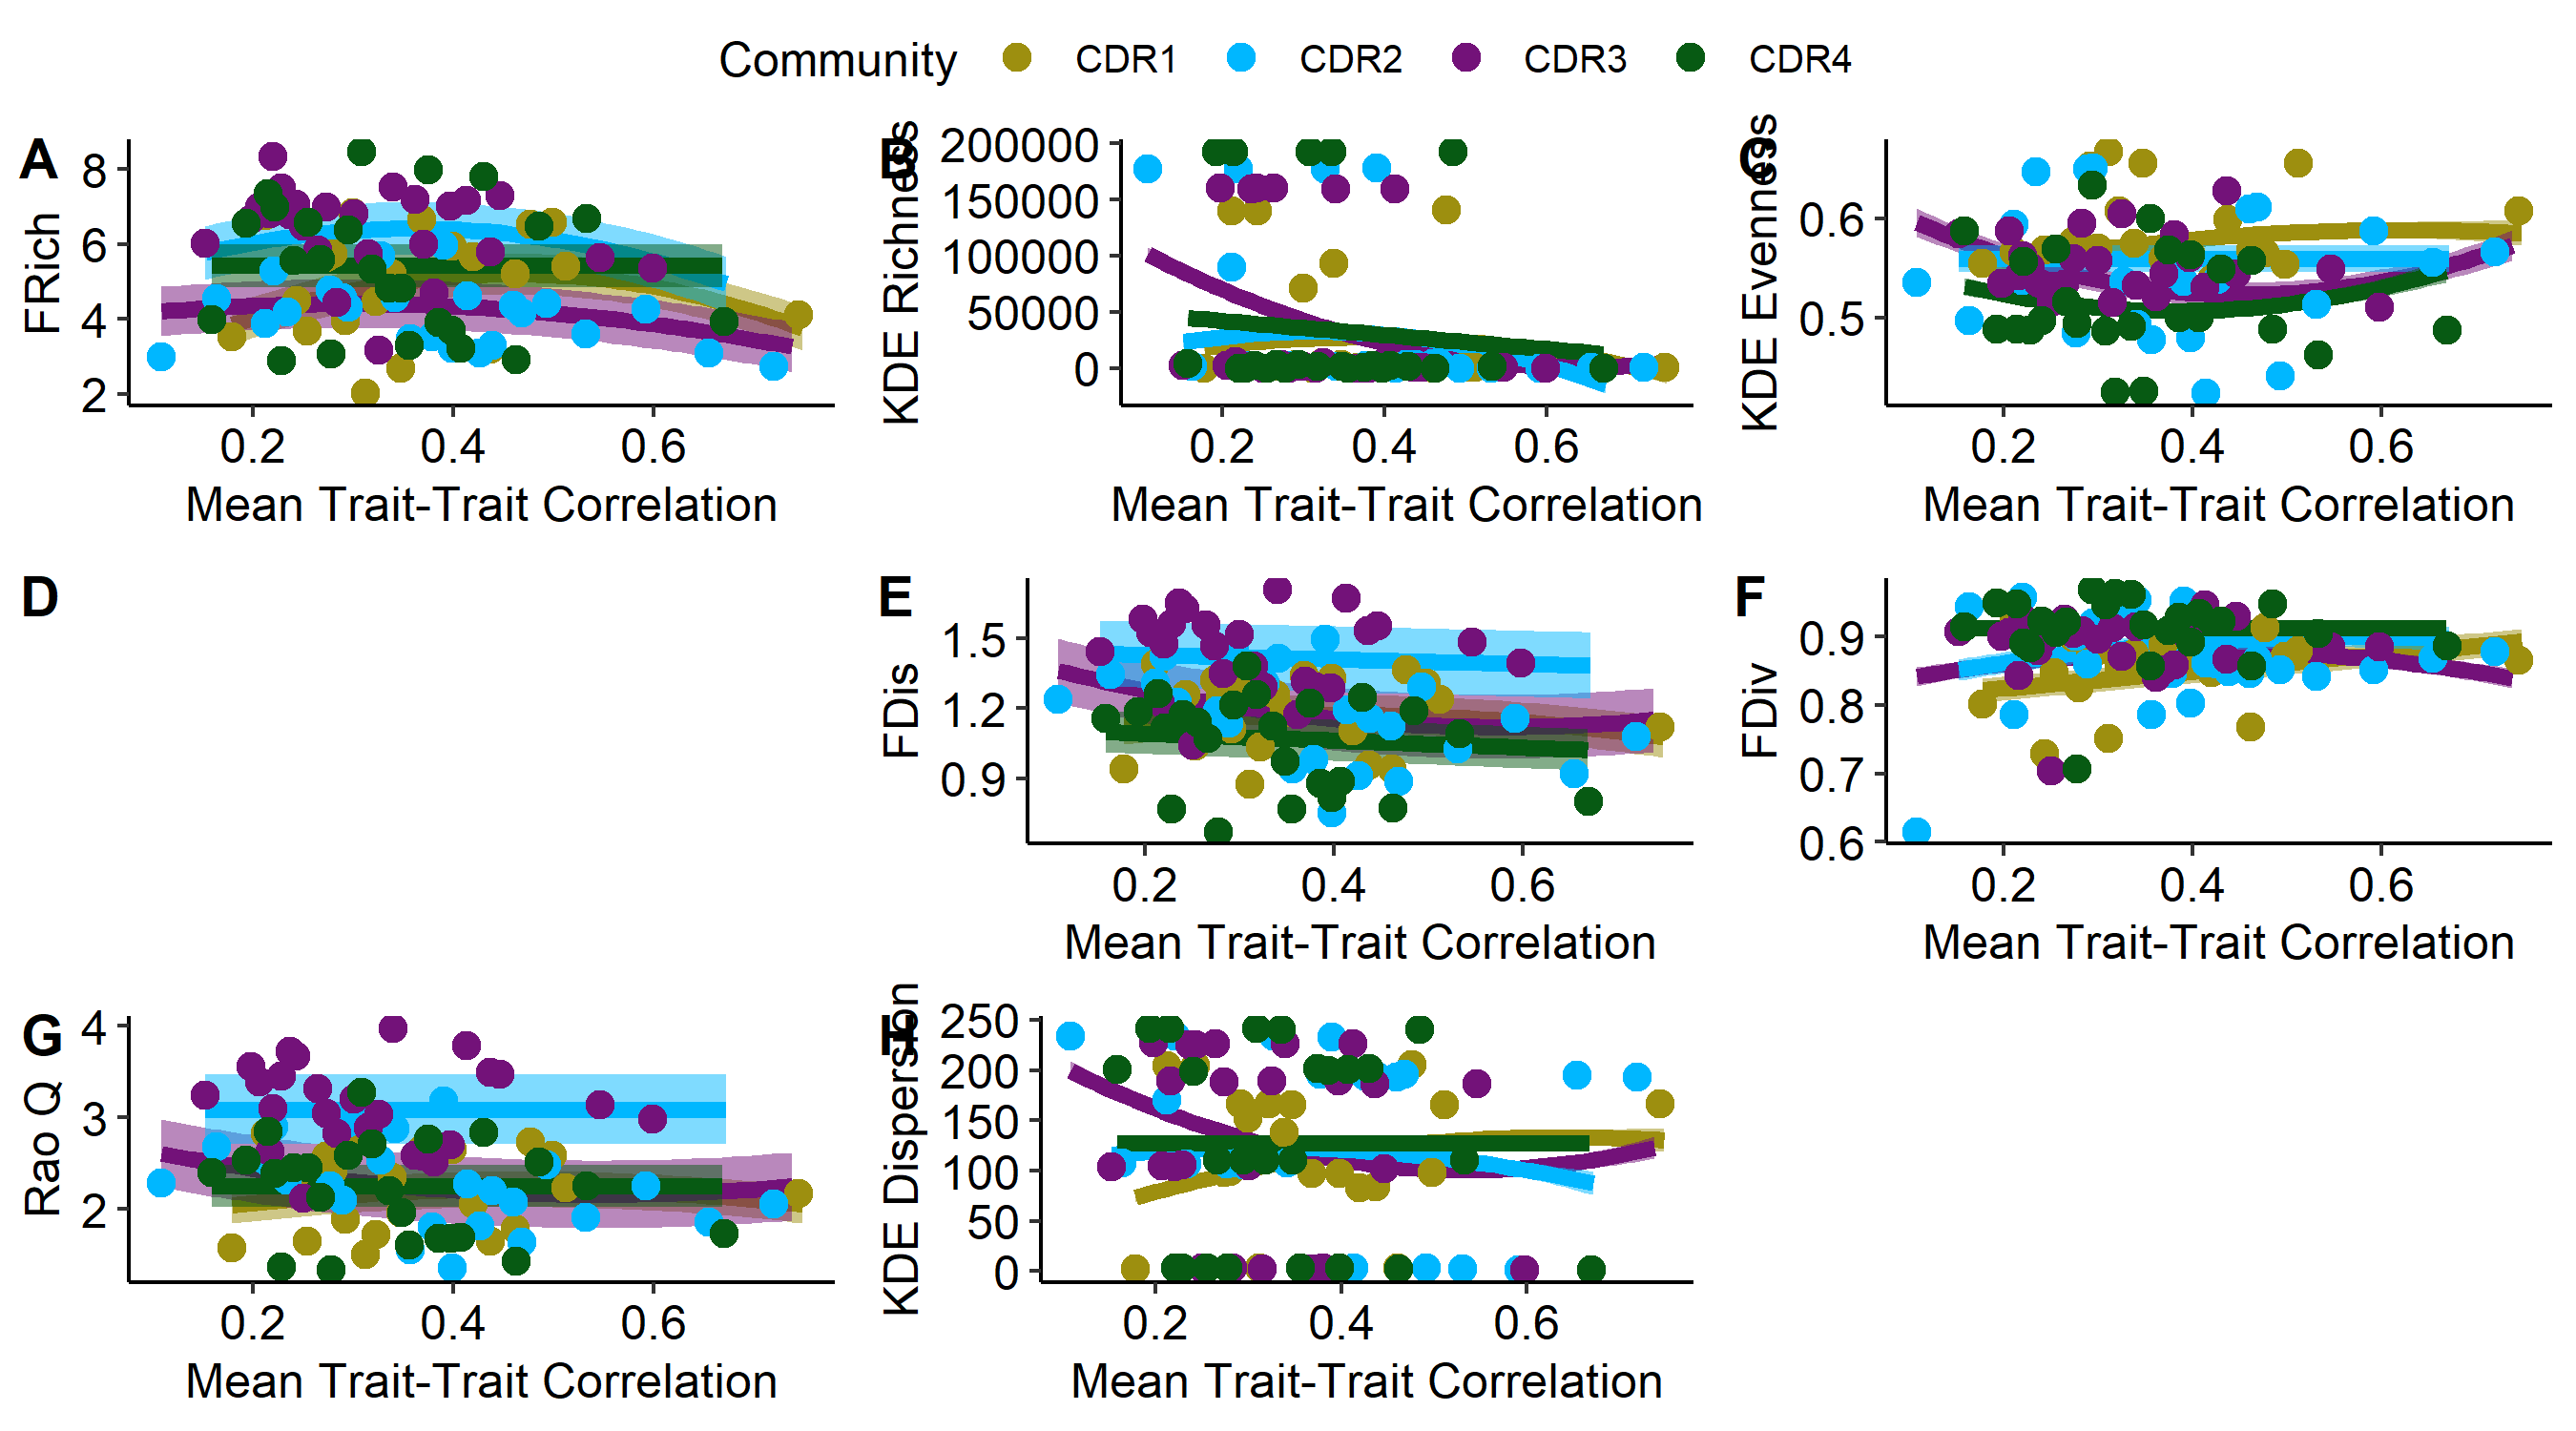 Community CDR1 CDR2 CDR3 CDR4
A
FRich
8
6
4
2
0.2 0.4 0.6
Mean Trait-Trait Correlation
B
KDE Richness
200000
150000
100000
50000
0
0.2 0.4 0.6
Mean Trait-Trait Correlation
C
KDE Evenness
0.6
0.5
0.2 0.4 0.6
Mean Trait-Trait Correlation
D
E
FDis
1.5
1.2
0.9
0.2 0.4 0.6
Mean Trait-Trait Correlation
F
FDiv
0.9
0.8
0.7
0.6
0.2 0.4 0.6
Mean Trait-Trait Correlation
G
Rao Q
4
3
2
0.2 0.4 0.6
Mean Trait-Trait Correlation
H
KDE Dispersion
250
200
150
100
50
0
0.2 0.4 0.6
Mean Trait-Trait Correlation